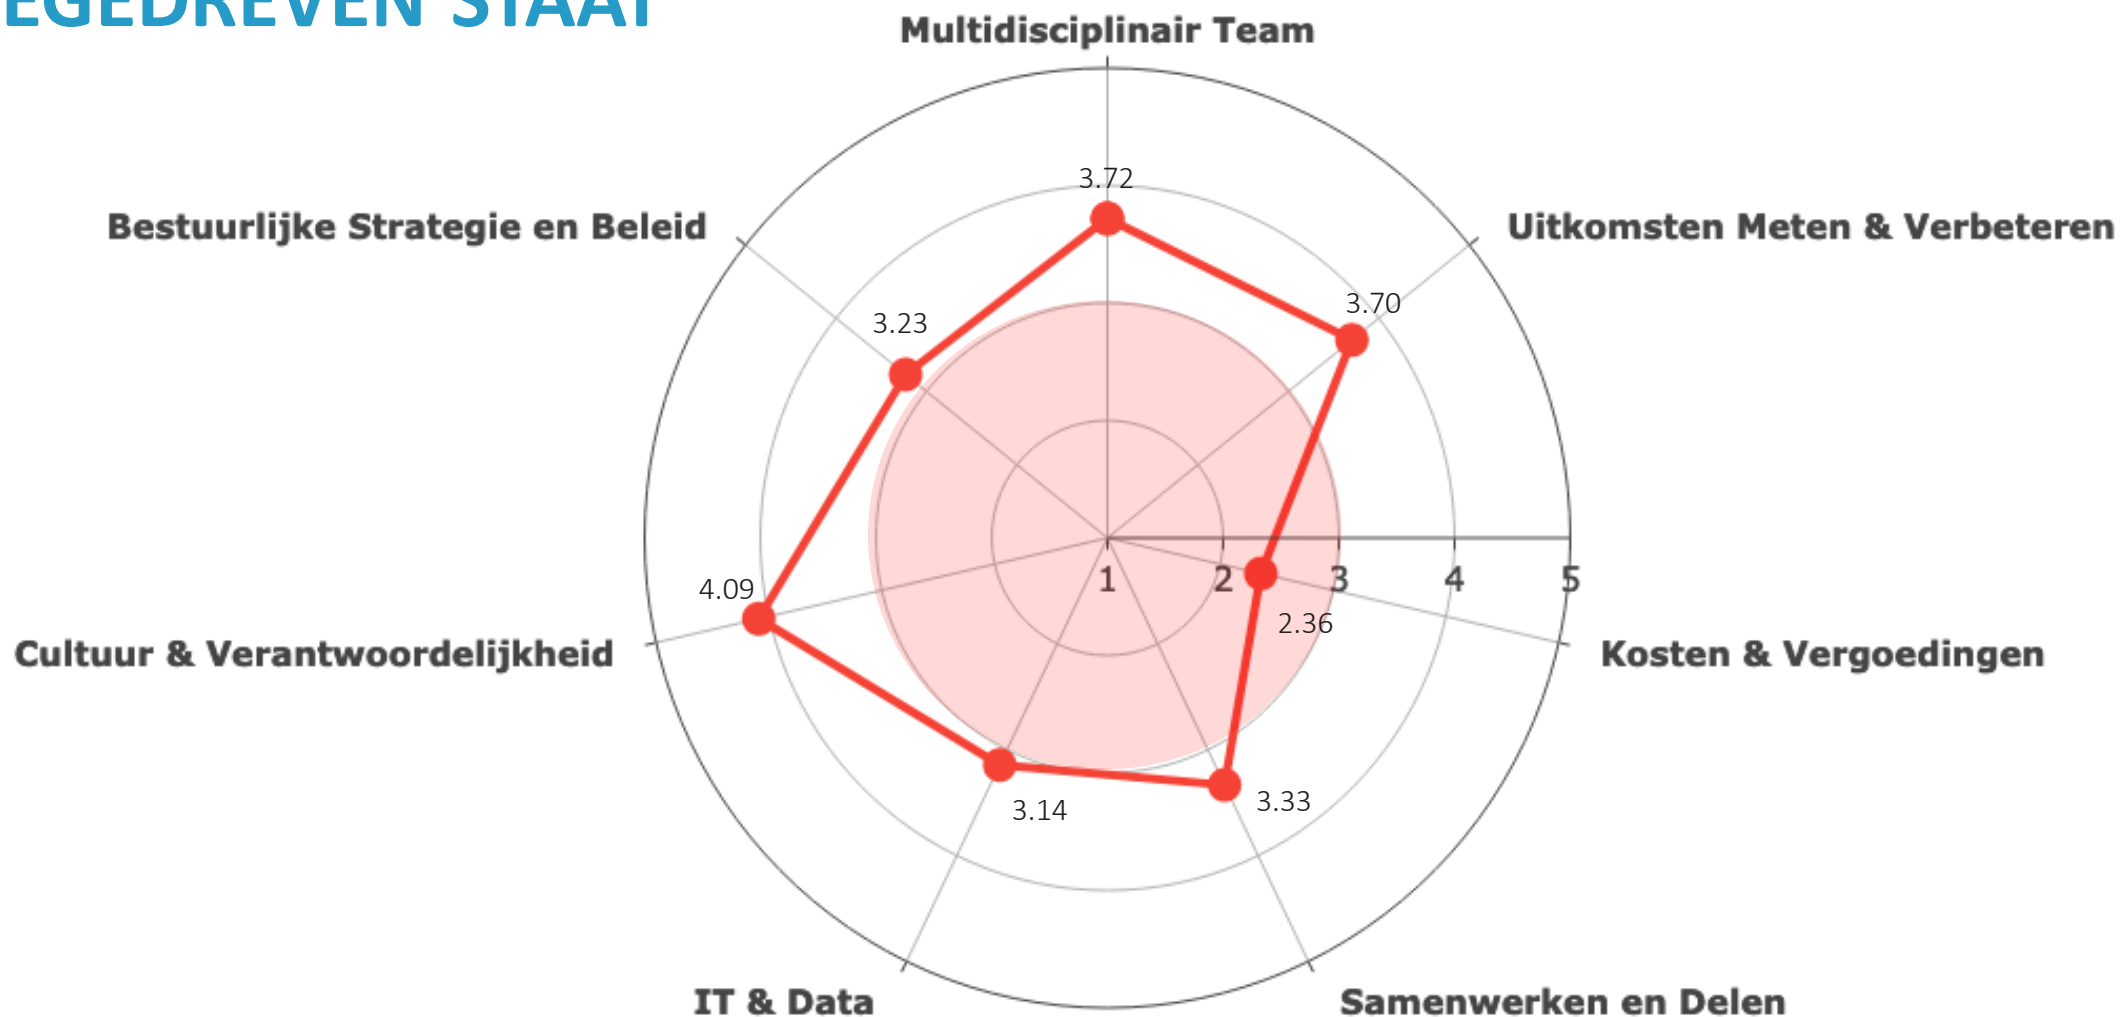 EGEDREVEN STAAT
Multidisciplinair Team
3.72
Bestuurlijke Strategie en Beleid
Uitkomsten Meten & Verbeteren
3.70
3.23
1 2 3 4 5
4.09
2.36
Cultuur & Verantwoordelijkheid
Kosten & Vergoedingen
3.14
3.33
IT & Data
Samenwerken en Delen